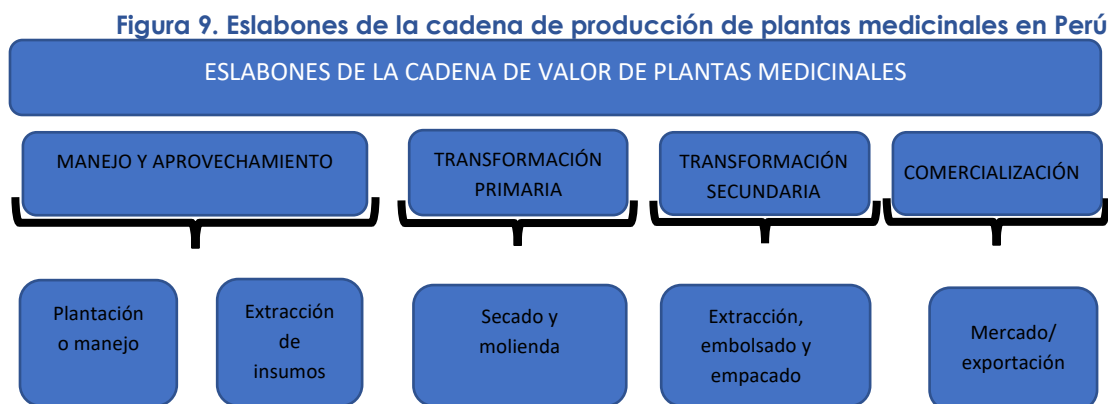 Figura 9. Eslabones de la cadena de producción de plantas medicinales en Perú
ESLABONES DE LA CADENA DE VALOR DE PLANTAS MEDICINALES
MANEJO Y APROVECHAMIENTO
TRANSFORMACIÓN
PRIMARIA
TRANSFORMACIÓN
SECUNDARIA
COMERCIALIZACIÓN
Plantación
o manejo
Extracción
de
insumos
Secado y
molienda
Extracción,
embolsado y
empacado
Mercado/
exportación